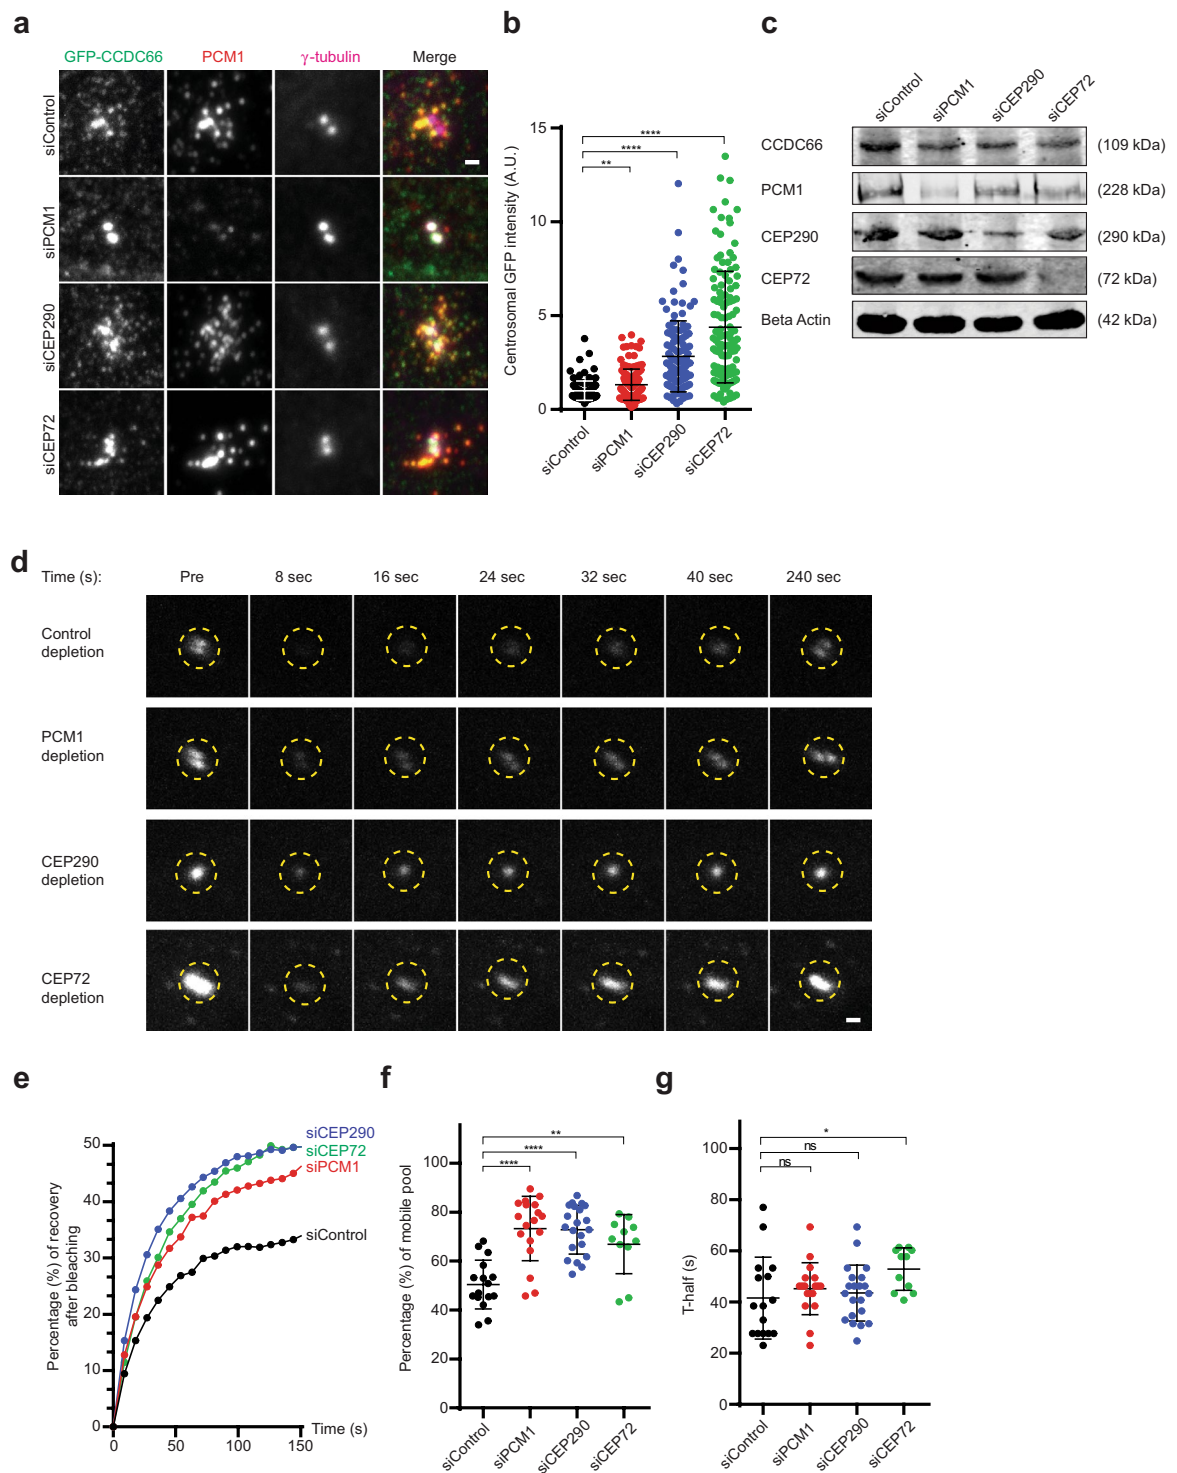 a
GFP-CCDC66 PCM1 γ-tubulin Merge
siControl
siPCM1
siCEP290
siCEP72
b
Centrosomal GFP intensity (A.U.)
15
10
5
0
****
****
**
siControl siPCM1 siCEP290 siCEP72
c
siControl siPCM1 siCEP290 siCEP72
CCDC66 (109 kDa)
PCM1 (228 kDa)
CEP290 (290 kDa)
CEP72 (72 kDa)
Beta Actin (42 kDa)
d
Time (s): Pre 8 sec 16 sec 24 sec 32 sec 40 sec 240 sec
Control
depletion
PCM1
depletion
CEP290
depletion
CEP72
depletion
e
Percentage (%) of recovery
after bleaching
50
40
30
20
10
0
siCEP290
siCEP72
siPCM1
siControl
Time (s)
0 50 100 150
f
Percentage (%) of mobile pool
100
80
60
40
20
0
**
****
****
siControl siPCM1 siCEP290 siCEP72
g
T-half (s)
100
80
60
40
20
0
*
ns
ns
siControl siPCM1 siCEP290 siCEP72